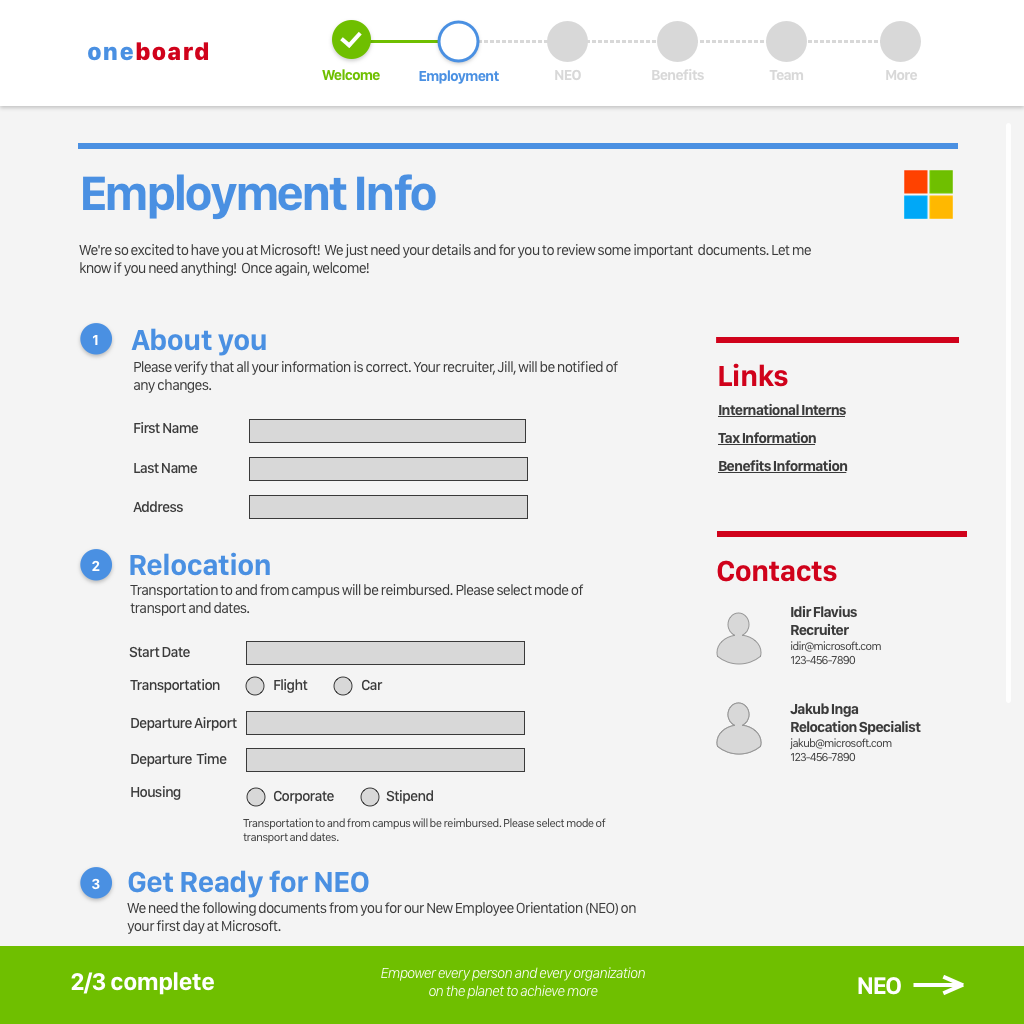 oneboard
Welcome
Employment
NEO
Benefits
Team
More
Employment Info
We're so excited to have you at Microsoft! We just need your details and for you to review some important documents. Let me
know if you need anything! Once again, welcome!
1
About you
Please verify that all your information is correct. Your recruiter, Jill, will be notified of
any changes.
First Name
Last Name
Address
2
Relocation
Transportation to and from campus will be reimbursed. Please select mode of
transport and dates.
Start Date
Transportation
Flight
Car
Departure Airport
Departure Time
Housing
Corporate
Stipend
Transportation to and from campus will be reimbursed. Please select mode of
transport and dates.
3
Get Ready for NEO
We need the following documents from you for our New Employee Orientation (NEO) on
your first day at Microsoft.
Links
International Interns
Tax Information
Benefits Information
Contacts
Idir Flavius
Recruiter
idir@microsoft.com
123-456-7890
Jakub Inga
Relocation Specialist
jakub@microsoft.com
123-456-7890
2/3 complete
Empower every person and every organization
on the planet to achieve more
NEO